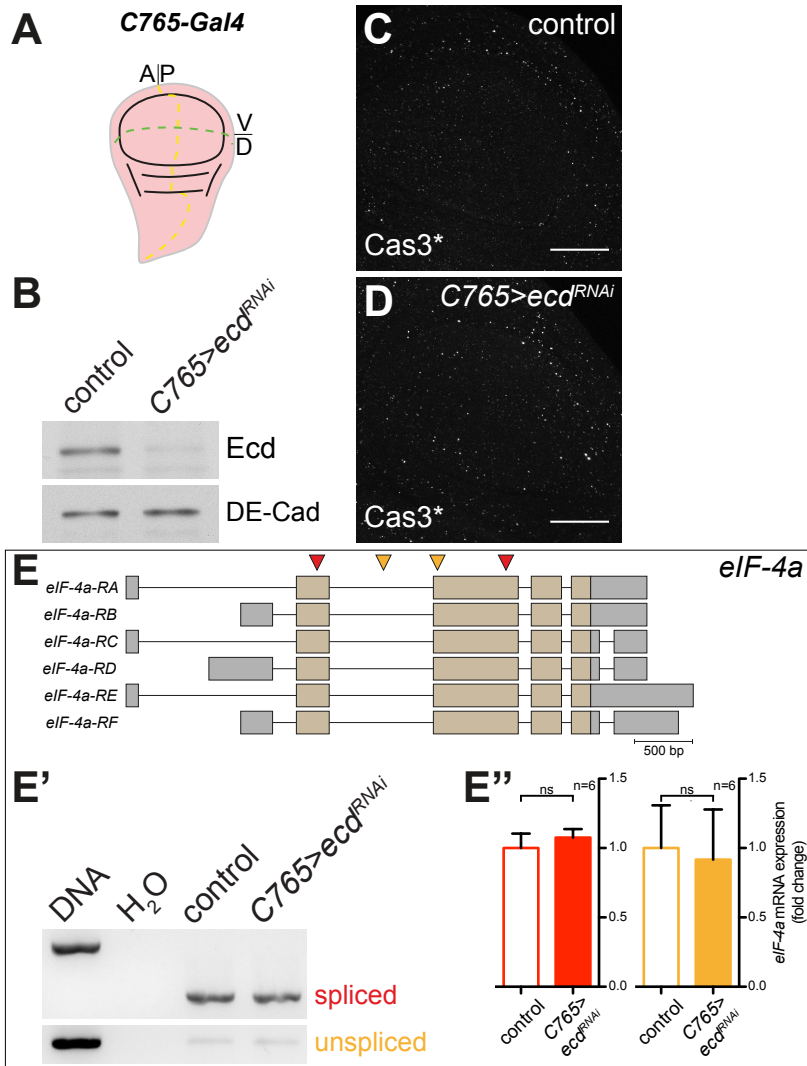 A
C765-Gal4
A|P
V
D
B
control
C765>ecdRNAi
Ecd
DE-Cad
C
control
Cas3*
D
C765>ecdRNAi
Cas3*
E
eIF-4a
eIF-4a-RA
eIF-4a-RB
eIF-4a-RC
eIF-4a-RD
eIF-4a-RE
eIF-4a-RF
500 bp
E'
DNA
H2O
control
C765>ecdRNAi
spliced
unspliced
E"
ns
n=6
1.5
1.0
0.5
0.0
control
C765>
ecdRNAi
ns
n=6
1.5
1.0
0.5
0.0
eIF-4a mRNA expression
(fold change)
control
C765>
ecdRNAi